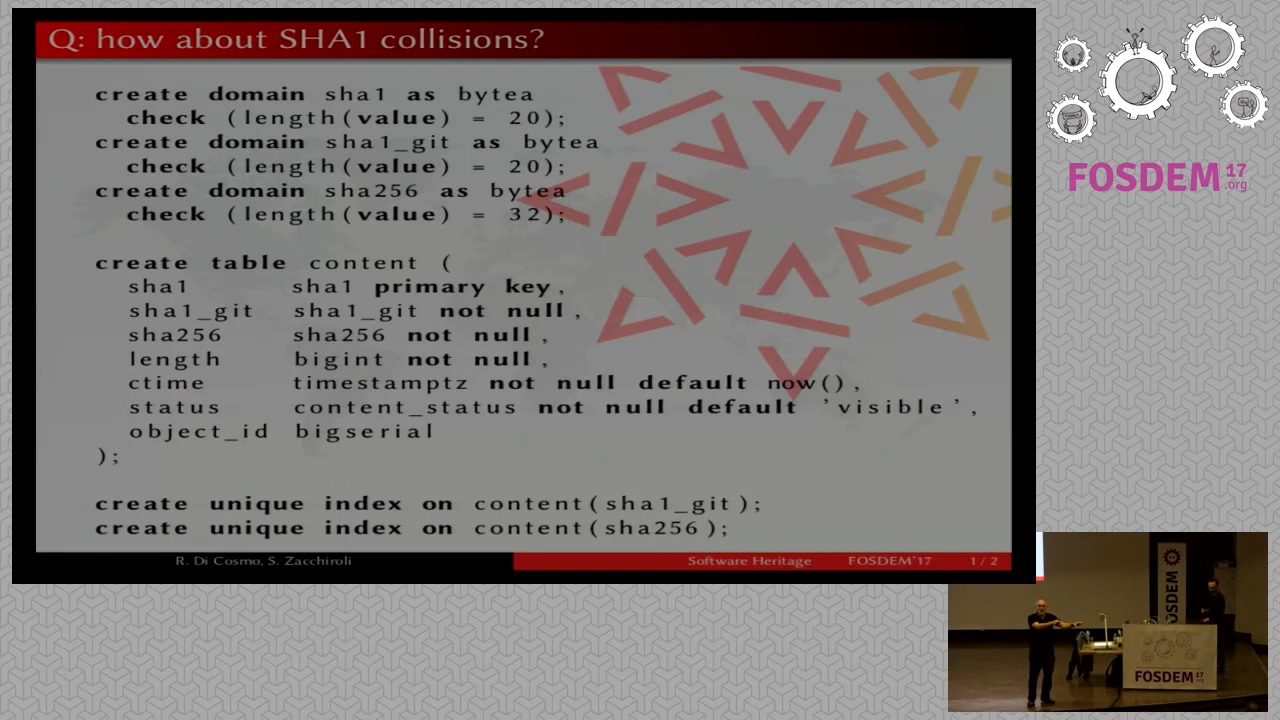 Q: how about SHA1 collisions?
create domain sha1 as bytea
check (length(value) = 20);
create domain sha1_git as bytea
check (length(value) = 20);
create domain sha256 as bytea
check (length(value) = 32);
create table content (
sha1 sha1 primary key,
sha1_git sha1_git not null,
sha256 sha256 not null,
length bigint not null,
ctime timestamptz not null default now(),
status content_status not null default 'visible',
object_id bigserial
);
create unique index on content(sha1_git);
create unique index on content(sha256);
R. Di Cosmo, S. Zacchiroli
Software Heritage FOSDEM'17 1 / 2
FOSDEM 17
.org
FOSDEM
FOSDEM 17